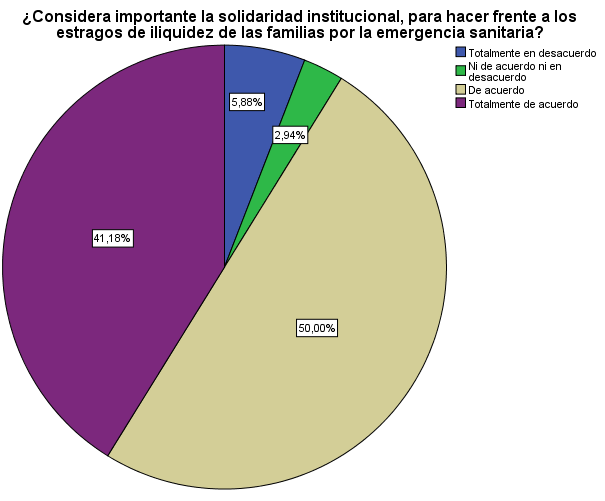 ¿Considera importante la solidaridad institucional, para hacer frente a los
estragos de iliquidez de las familias por la emergencia sanitaria?
Totalmente en desacuerdo
Ni de acuerdo ni en
desacuerdo
De acuerdo
Totalmente de acuerdo
5,88%
2,94%
41,18%
50,00%